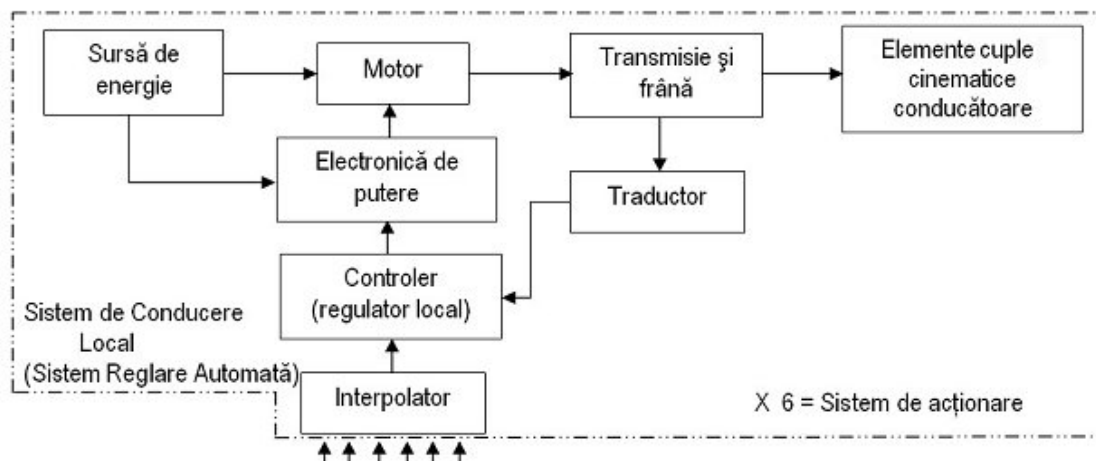 Sursă de
energie
Motor
Transmisie şi
frână
Elemente cuple
cinematice
conducătoare
Electronică de
putere
Traductor
Controler
(regulator local)
Sistem de Conducere
Local
(Sistem Reglare Automată)
Interpolator
X 6 = Sistem de acționare